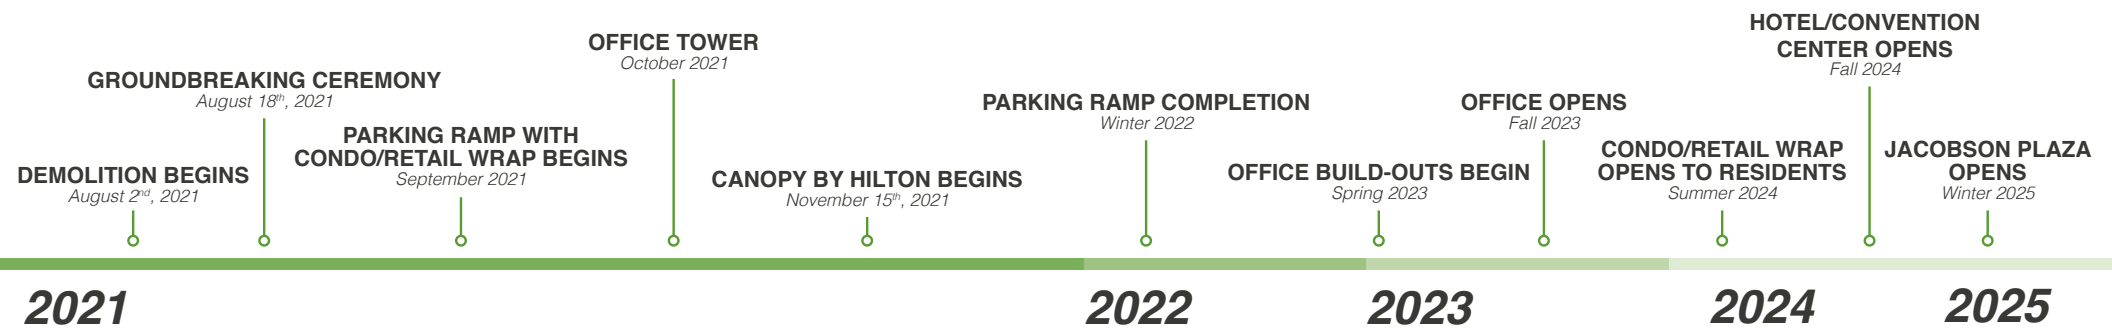 DEMOLITION BEGINS
August 2nd, 2021
GROUNDBREAKING CEREMONY
August 18th, 2021
PARKING RAMP WITH
CONDO/RETAIL WRAP BEGINS
September 2021
OFFICE TOWER
October 2021
CANOPY BY HILTON BEGINS
November 15th, 2021
PARKING RAMP COMPLETION
Winter 2022
OFFICE BUILD-OUTS BEGIN
Spring 2023
OFFICE OPENS
Fall 2023
CONDO/RETAIL WRAP
OPENS TO RESIDENTS
Summer 2024
HOTEL/CONVENTION
CENTER OPENS
Fall 2024
JACOBSON PLAZA
OPENS
Winter 2025
2021
2022
2023
2024
2025